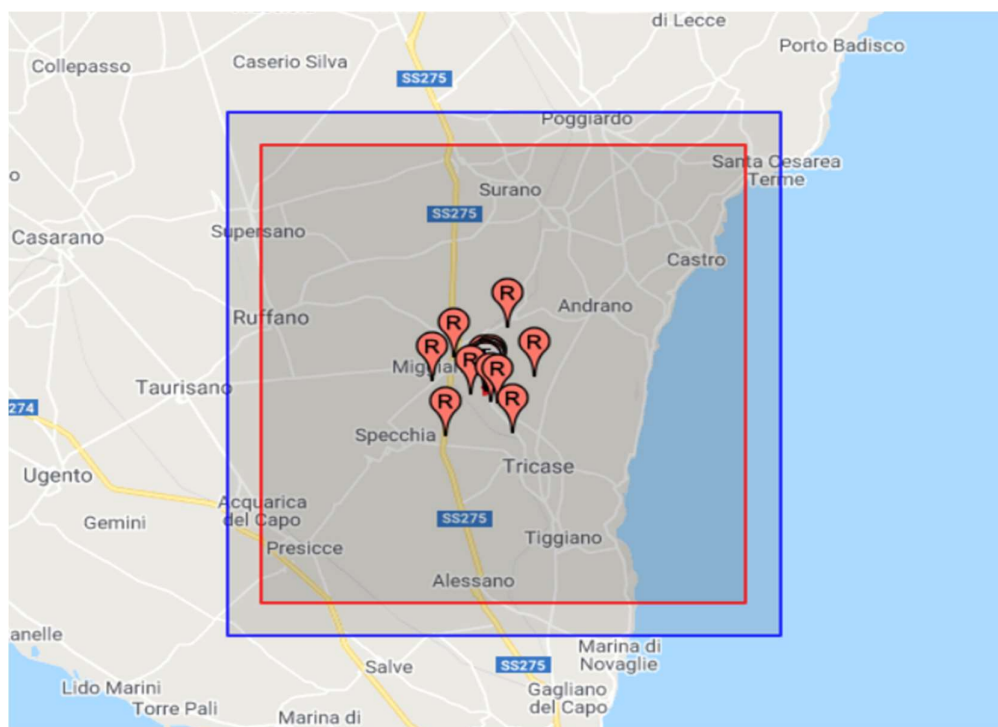 di Lecce
Porto Badisco
Caserio Silva
Collepasso
SS275
Poggiardo
Santa Cesarea
Terme
Surano
SS275
Supersano
Casarano
Castro
R
Andrano
Ruffano
R
R
R
Miggian
R
R
Taurisano
R
R
274
Specchia
Tricase
Ugento
Acquarica
del Capo
Gemini
SS275
Tiggiano
Presicce
Alessano
anelle
Marina di
Novaglie
Salve
SS275
Lido Marini
Gagliano
del Capo
Torre Pali
Marina di